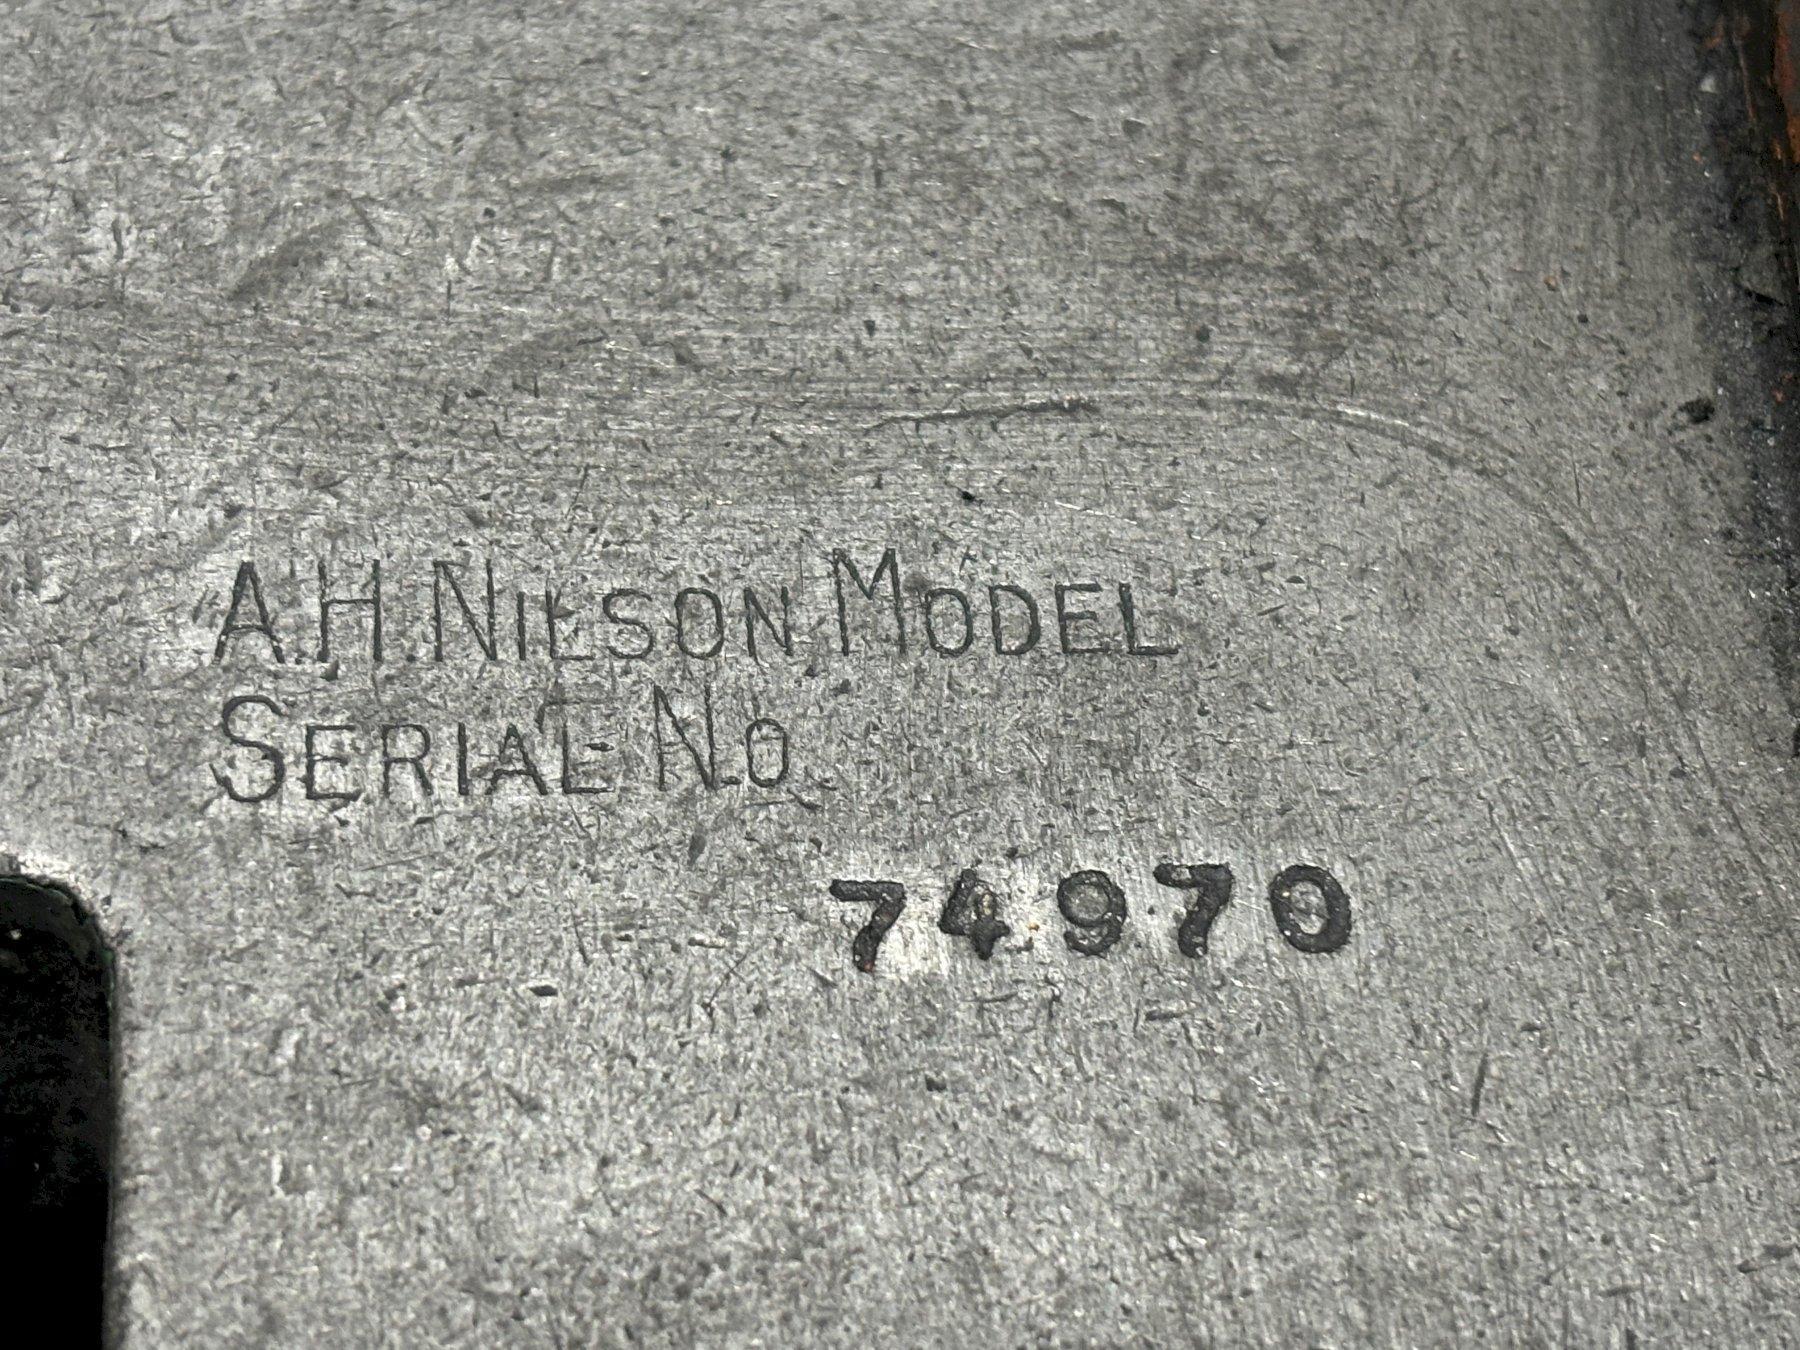 A.H. NILSON MODEL
SERIAL No
74970